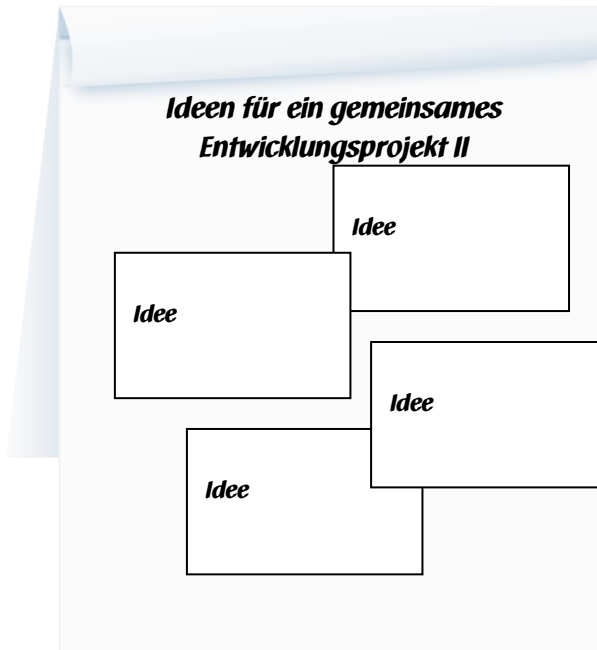 Ideen für ein gemeinsames
Entwicklungsprojekt II
Idee
Idee
Idee
Idee